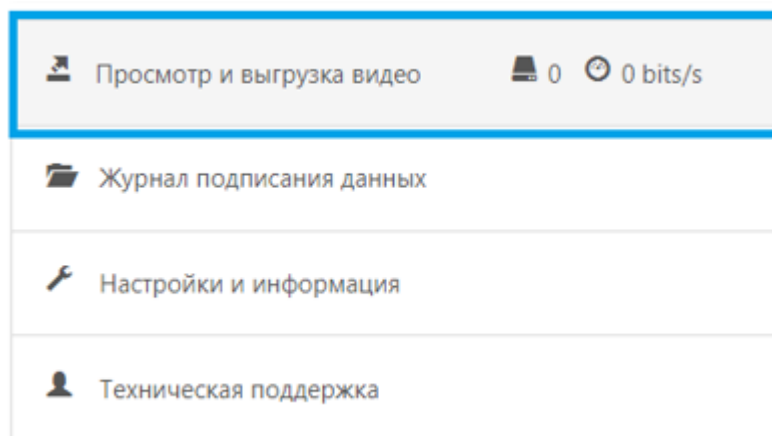 Просмотр и выгрузка видео 0 0 bits/s
Журнал подписания данных
Настройки и информация
Техническая поддержка